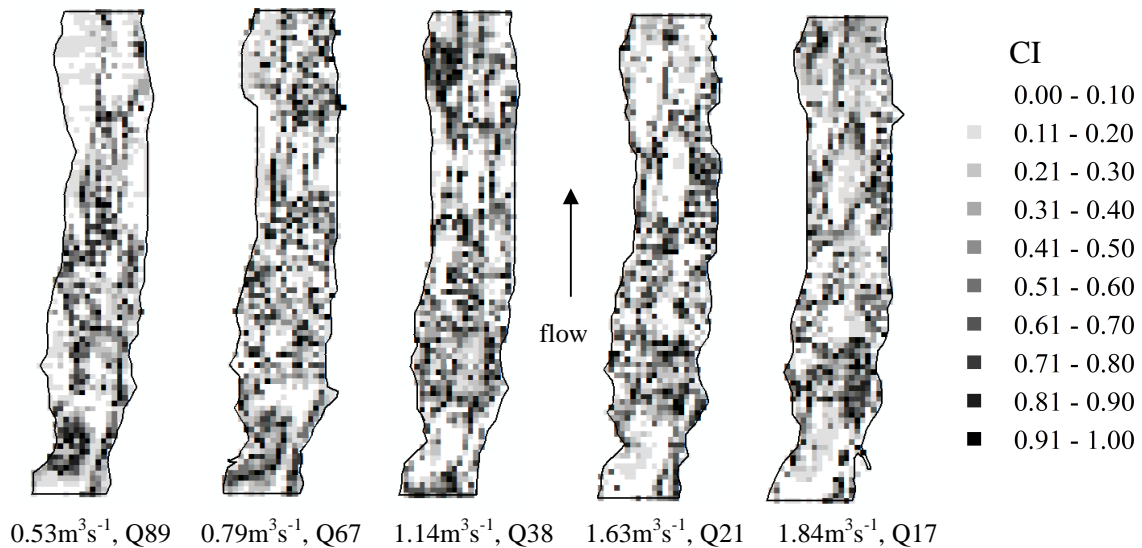 CI
0.00 - 0.10
0.11 - 0.20
0.21 - 0.30
0.31 - 0.40
0.41 - 0.50
0.51 - 0.60
0.61 - 0.70
0.71 - 0.80
0.81 - 0.90
0.91 - 1.00
flow
0.53m³s⁻¹, Q89 0.79m³s⁻¹, Q67 1.14m³s⁻¹, Q38 1.63m³s⁻¹, Q21 1.84m³s⁻¹, Q17